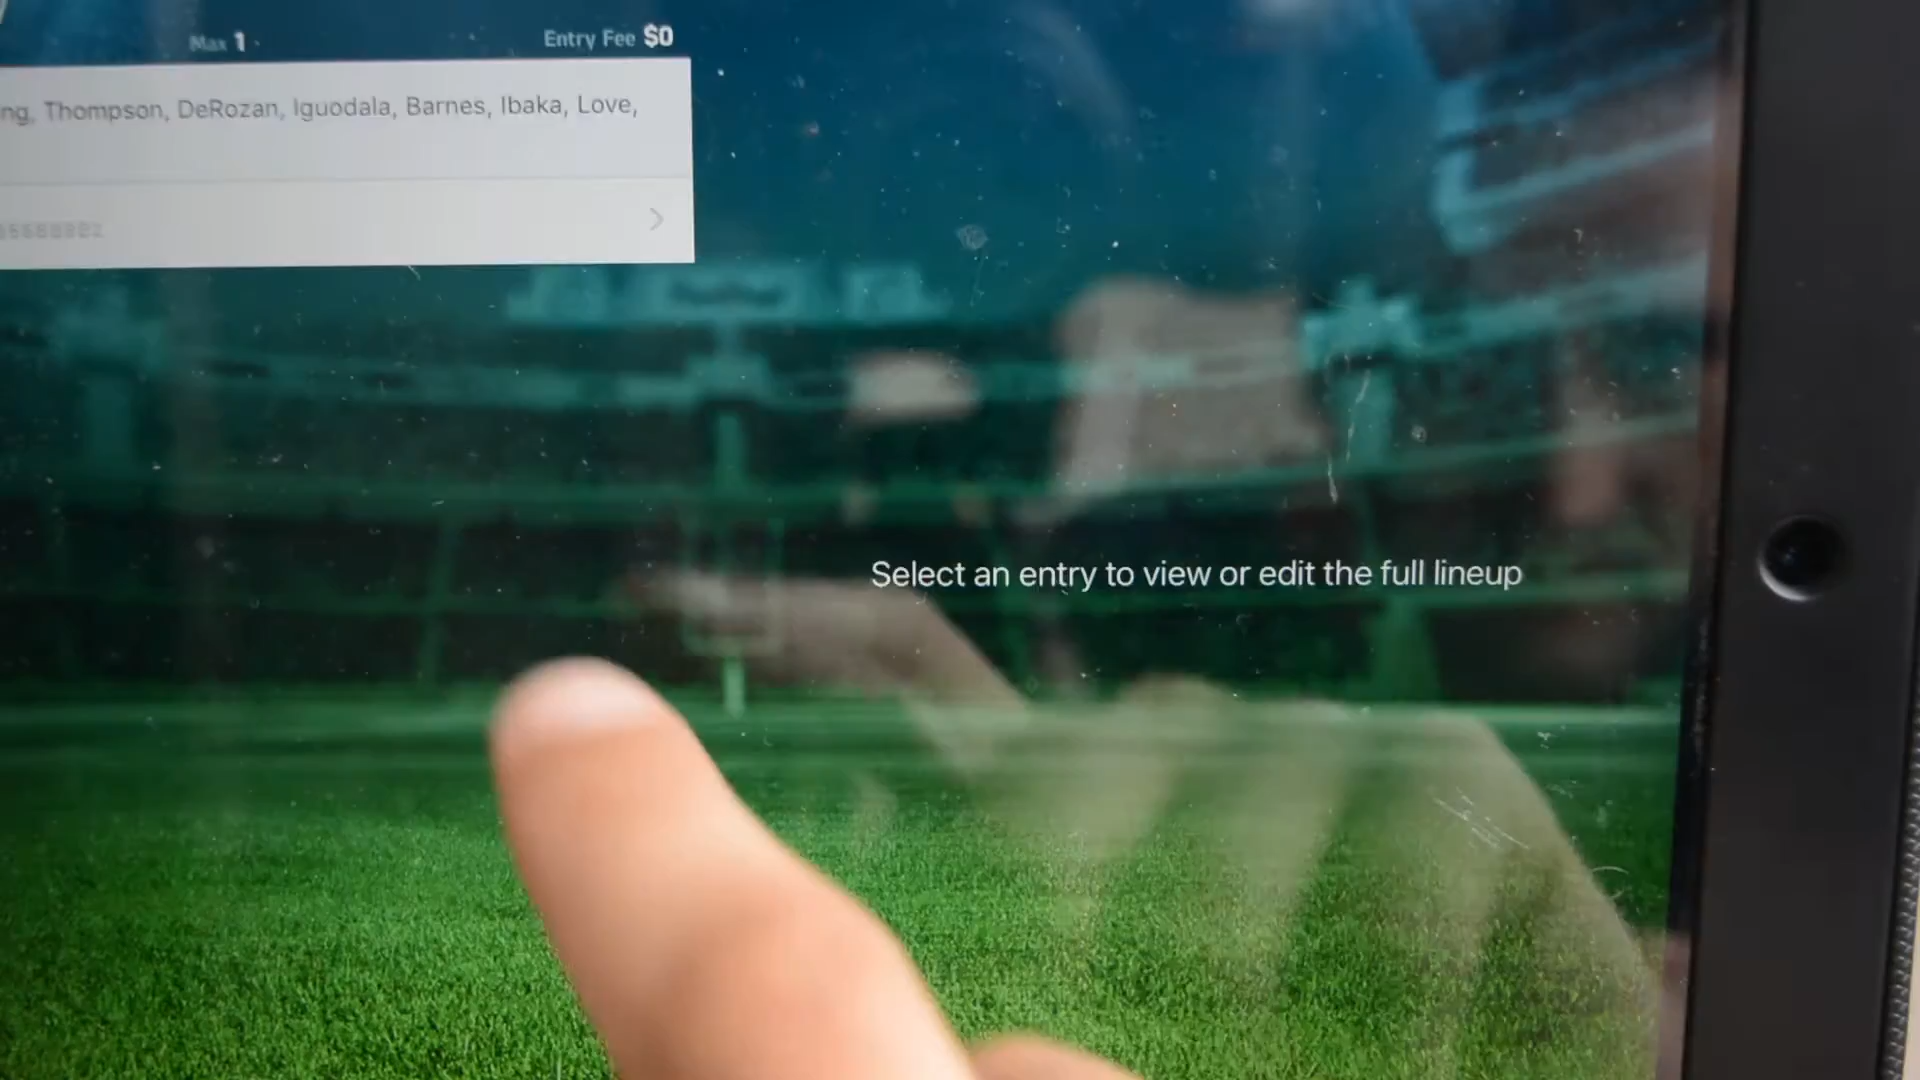 Max 1
Entry Fee $0
ng, Thompson, DeRozan, Iguodala, Barnes, Ibaka, Love,
Select an entry to view or edit the full lineup